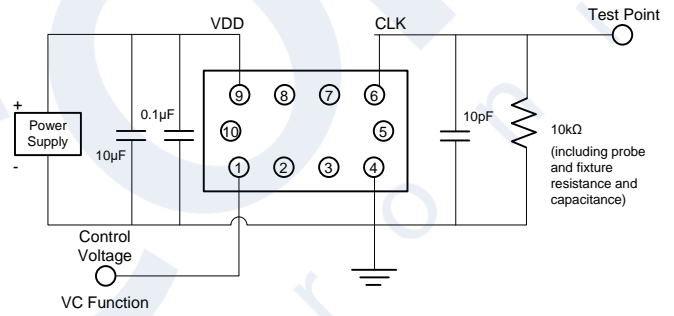 Test Point
VDD
CLK
+
Power
Supply
-
10µF
0.1µF
9
8
7
6
10
5
1
2
3
4
10pF
10kΩ
(including probe
and fixture
resistance and
capacitance)
Control
Voltage
VC Function